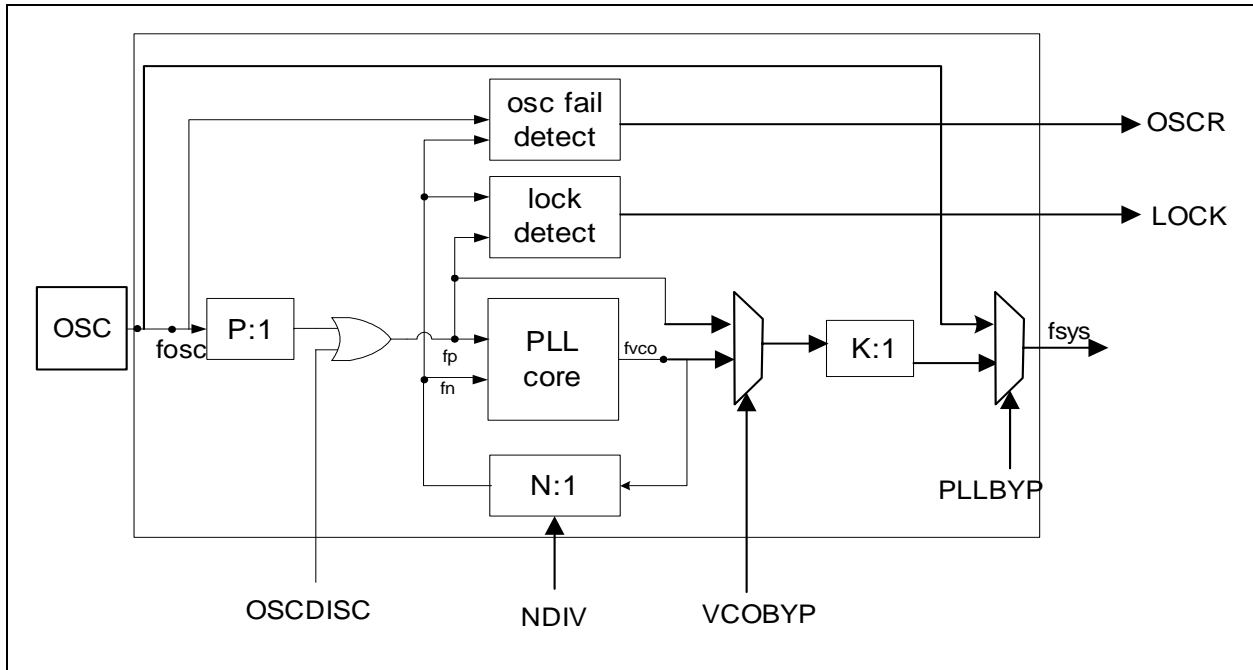 osc fail
detect
OSCR
lock
detect
LOCK
OSC
fosc
P:1
fp
fn
PLL
core
fvco
K:1
fsys
N:1
PLLBYP
OSCDISC
NDIV
VCOBYP